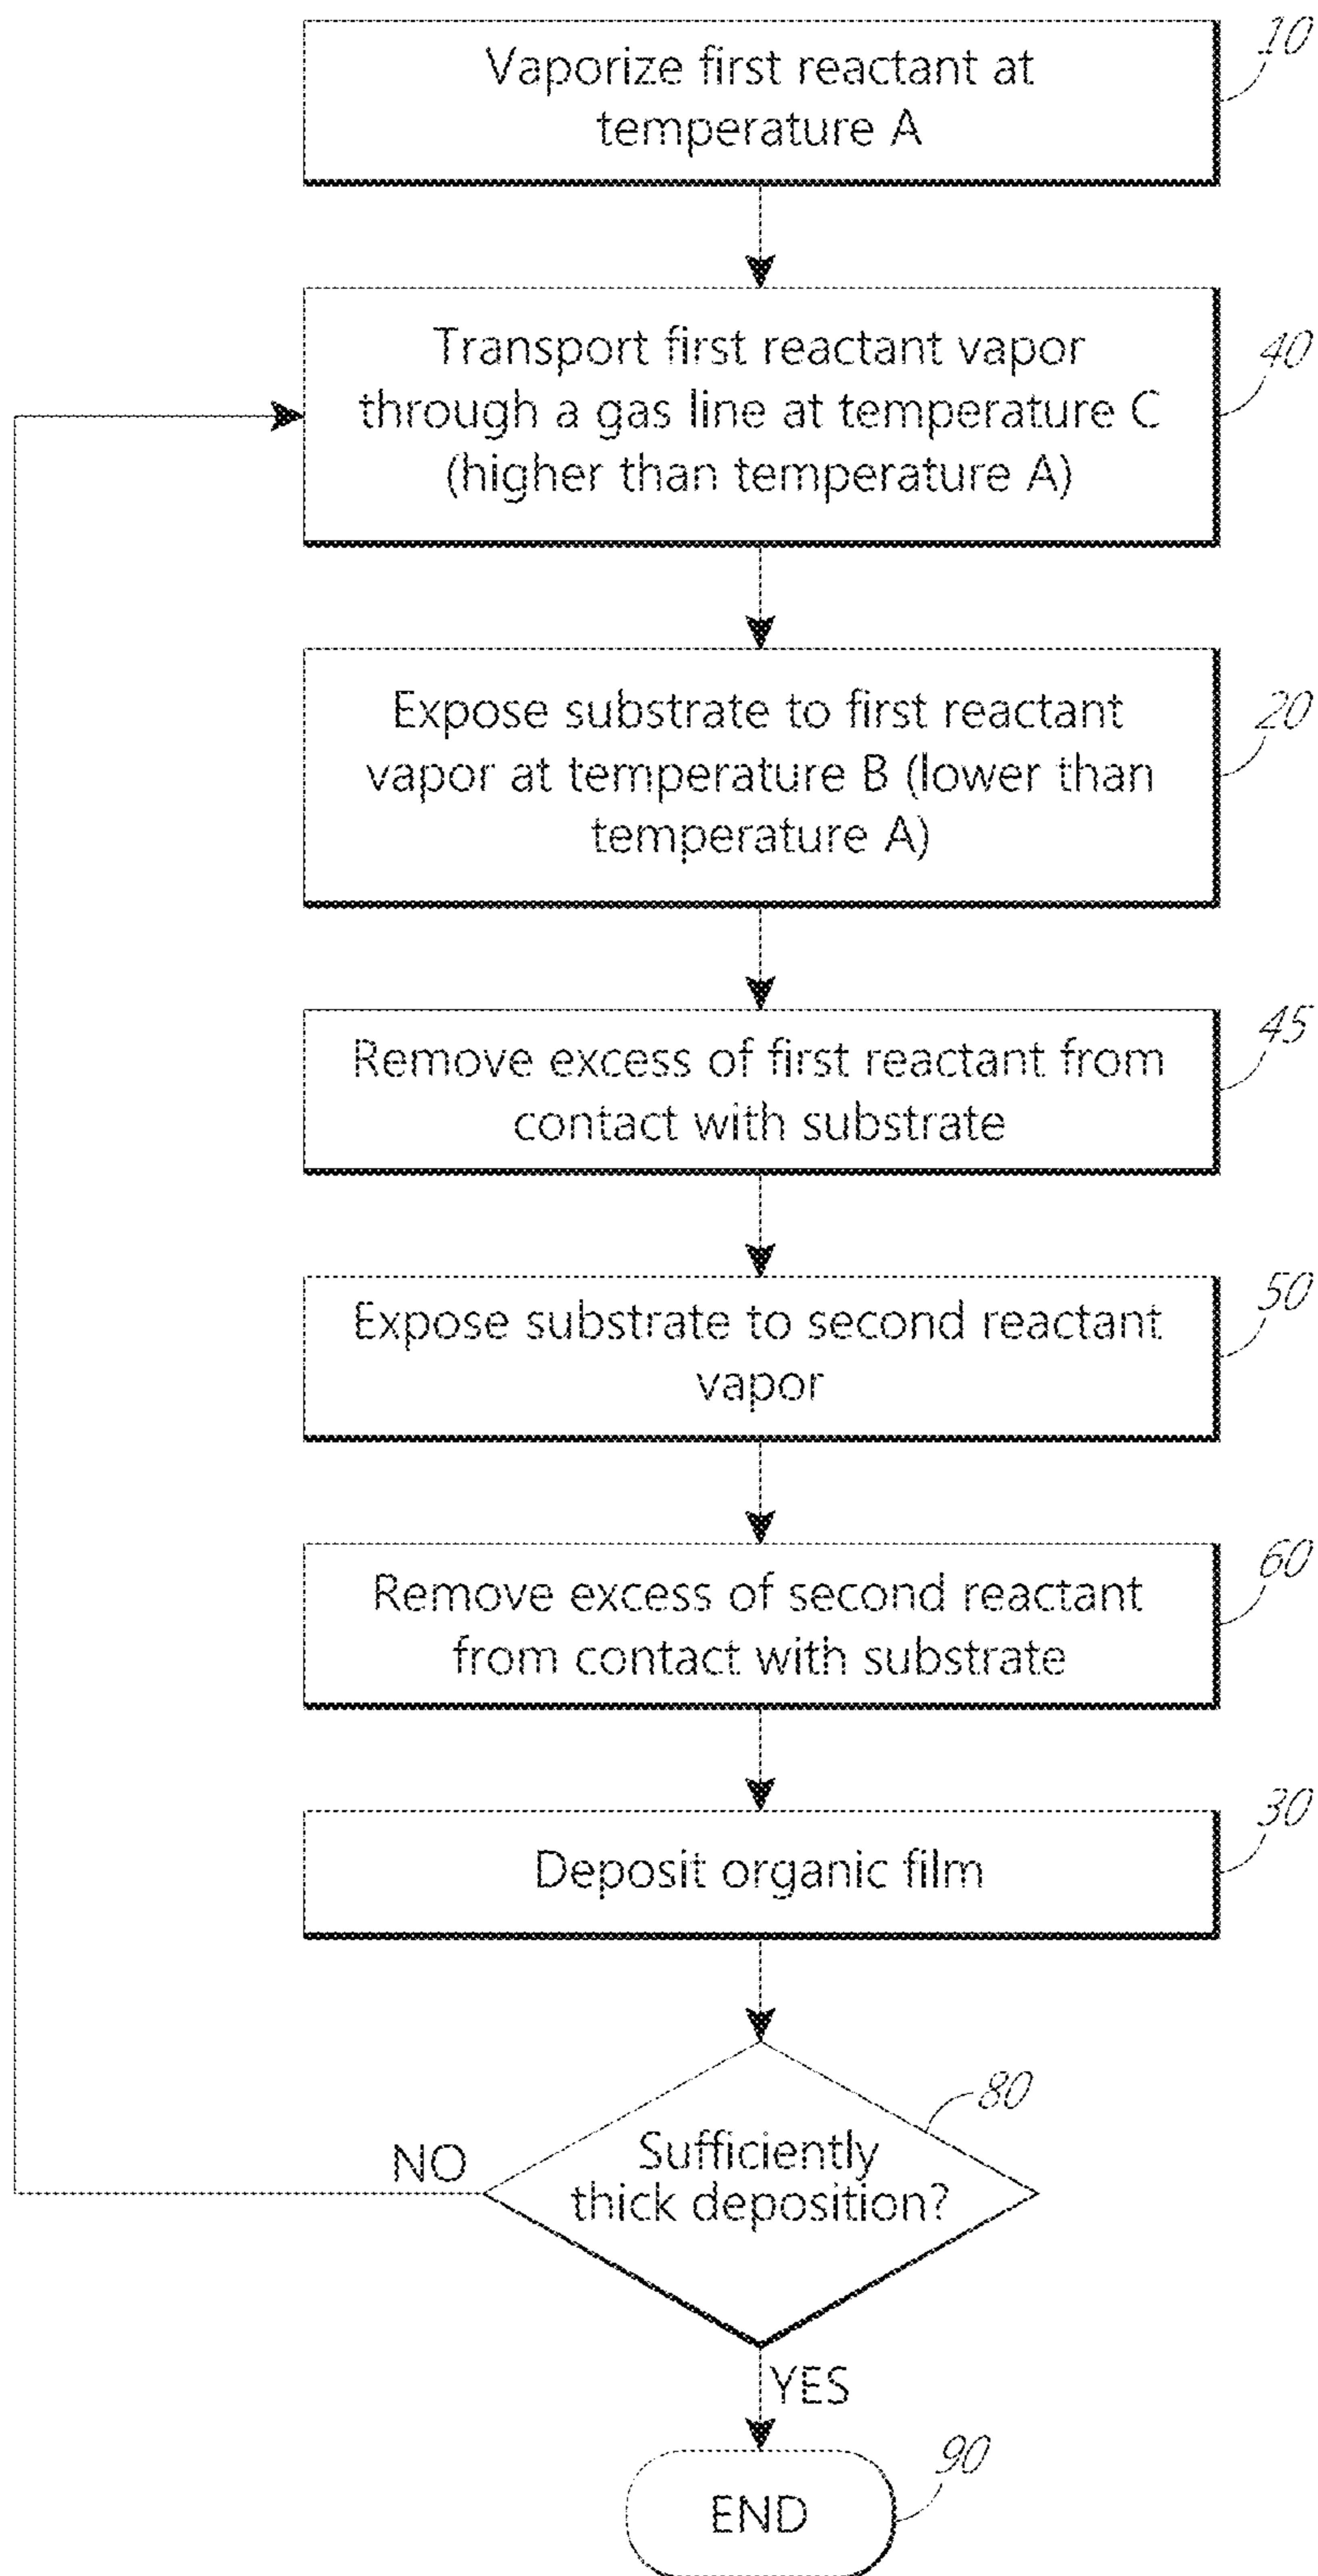 10
Vaporize first reactant at
temperature A
40
Transport first reactant vapor
through a gas line at temperature C
(higher than temperature A)
20
Expose substrate to first reactant
vapor at temperature B (lower than
temperature A)
45
Remove excess of first reactant from
contact with substrate
50
Expose substrate to second reactant
vapor
60
Remove excess of second reactant
from contact with substrate
30
Deposit organic film
80
NO
Sufficiently
thick deposition?
YES
90
END